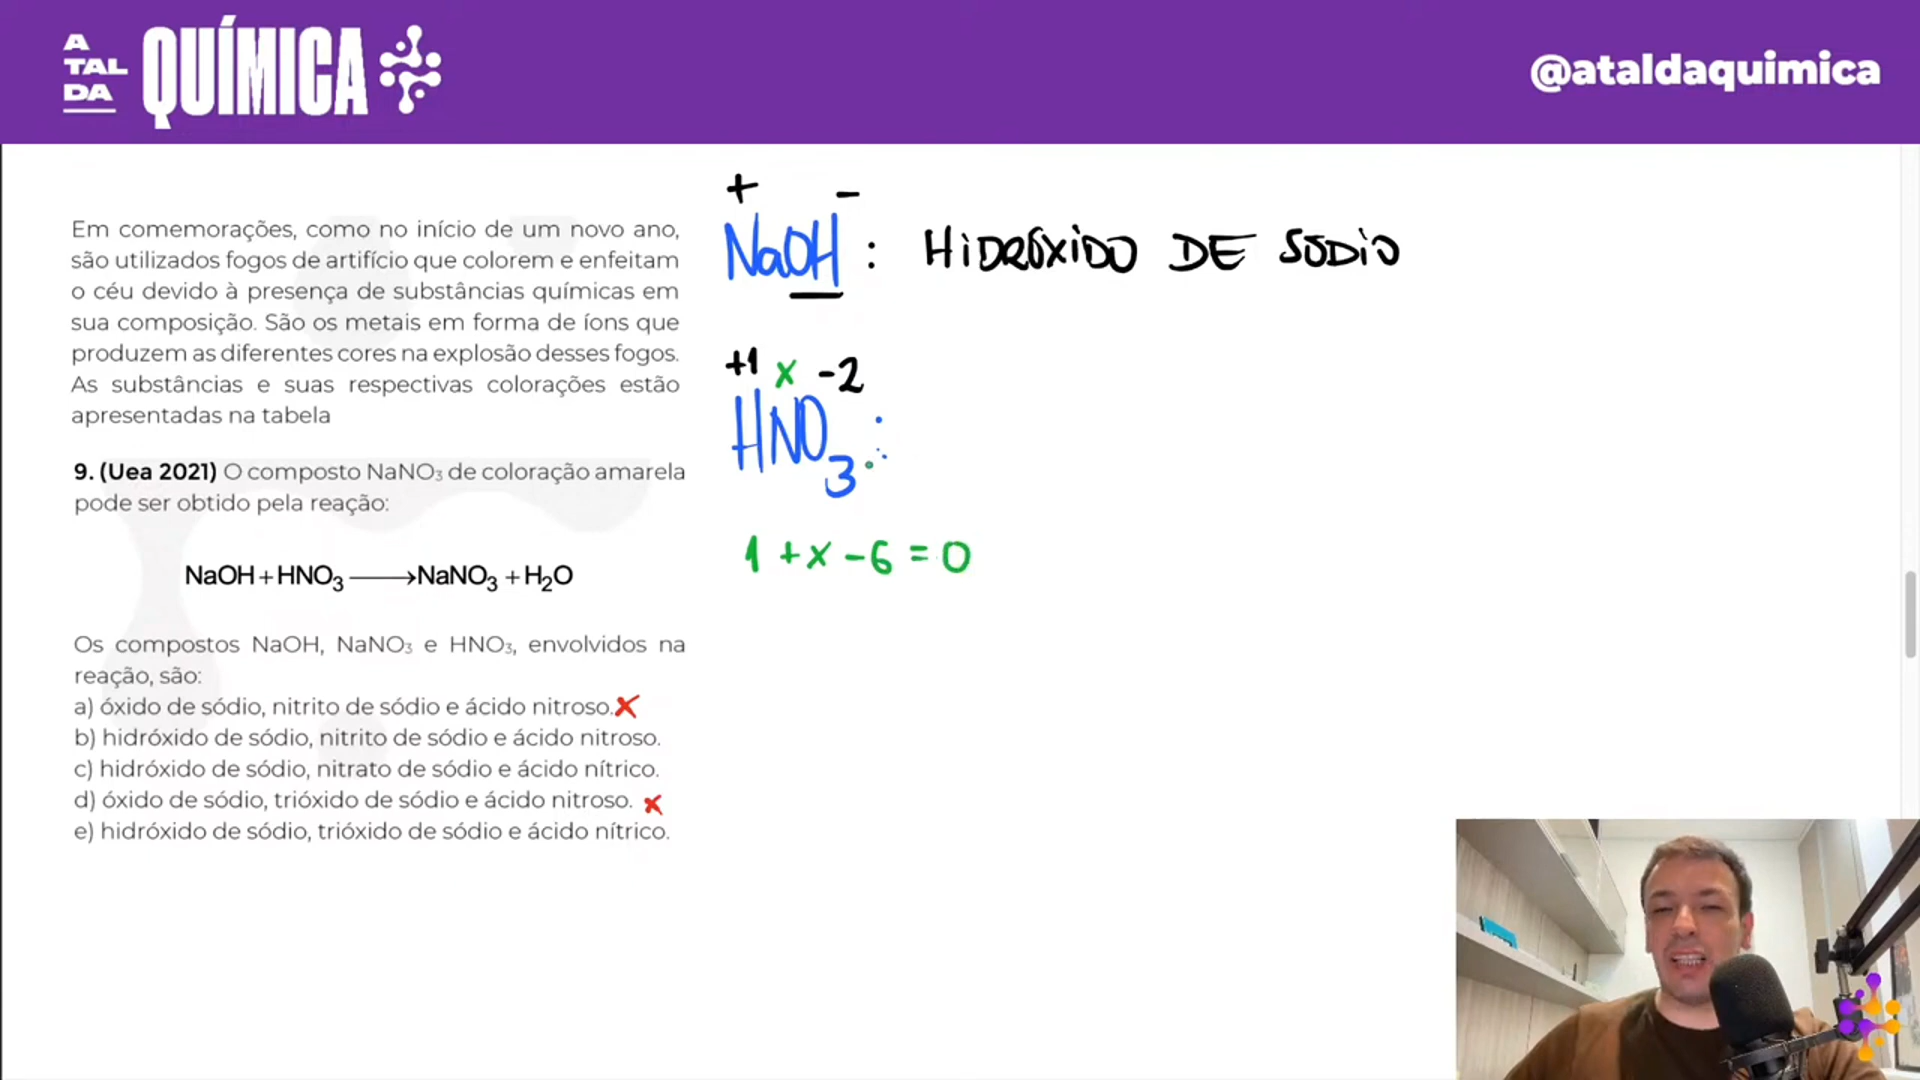 A
TAL
DA
QUÍMICA
@ataldaquimica
Em comemorações, como no início de um novo ano,
são utilizados fogos de artifício que colorem e enfeitam
o céu devido à presença de substâncias químicas em
sua composição. São os metais em forma de íons que
produzem as diferentes cores na explosão desses fogos.
As substâncias e suas respectivas colorações estão
apresentadas na tabela
9. (Uea 2021) O composto NaNO₃ de coloração amarela
pode ser obtido pela reação:
NaOH + HNO₃ ⟶ NaNO₃ + H₂O
Os compostos NaOH, NaNO₃ e HNO₃, envolvidos na
reação, são:
a) óxido de sódio, nitrito de sódio e ácido nitroso. X
b) hidróxido de sódio, nitrito de sódio e ácido nitroso.
c) hidróxido de sódio, nitrato de sódio e ácido nítrico.
d) óxido de sódio, trióxido de sódio e ácido nitroso. X
e) hidróxido de sódio, trióxido de sódio e ácido nítrico.
+ -
NaOH : HIDRÓXIDO DE SÓDIO
+1 x -2
HNO₃ :
1 + x - 6 = 0